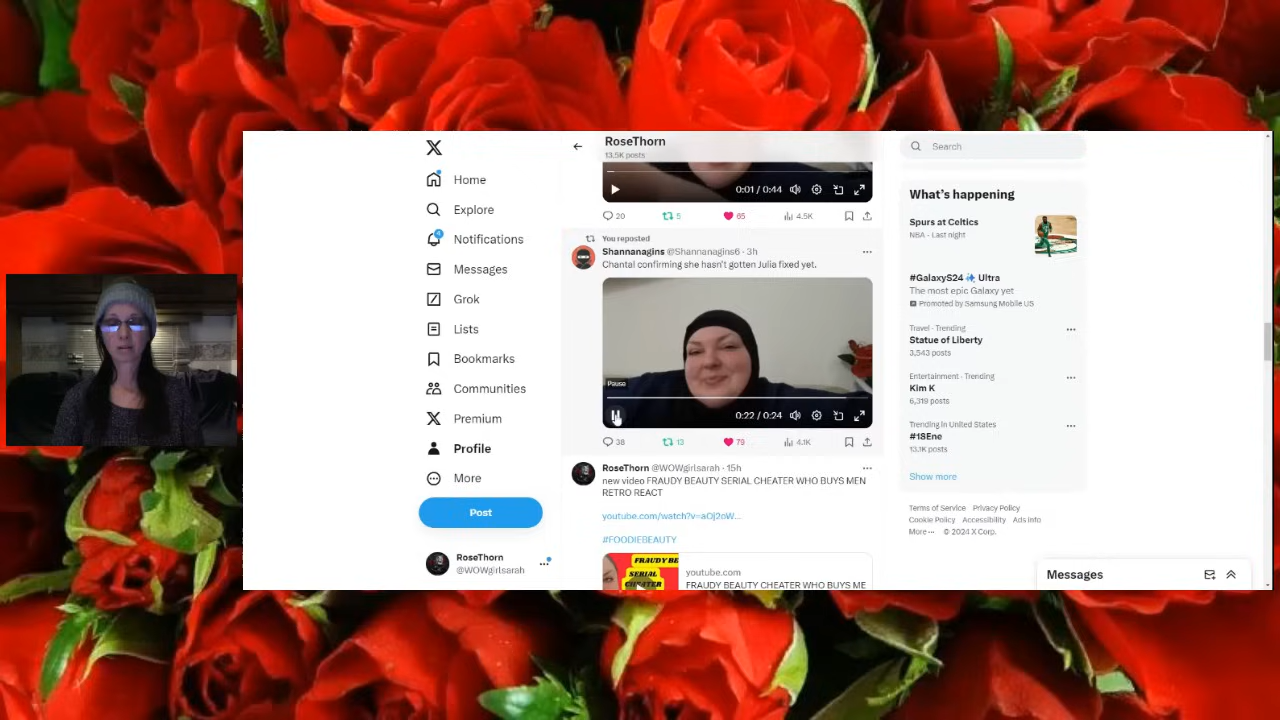 Home
Explore
4
Notifications
Messages
Grok
Lists
Bookmarks
Communities
Premium
Profile
More
Post
RoseThorn
@WOWgirlsarah
RoseThorn
13.5K posts
0:01 / 0:44
20
5
65
4.5K
You reposted
Shannanagins @Shannanagins6 · 3h
Chantal confirming she hasn't gotten Julia fixed yet.
Pause
0:22 / 0:24
38
13
79
4.1K
RoseThorn @WOWgirlsarah · 15h
new video FRAUDY BEAUTY SERIAL CHEATER WHO BUYS MEN
RETRO REACT
youtube.com/watch?v=aOj2oW...
#FOODIEBEAUTY
FRAUDY BE
SERIAL
CHEATER
youtube.com
FRAUDY BEAUTY CHEATER WHO BUYS ME
Search
What's happening
Spurs at Celtics
NBA · Last night
#GalaxyS24 Ultra
The most epic Galaxy yet
Promoted by Samsung Mobile US
Travel · Trending
Statue of Liberty
3,543 posts
Entertainment · Trending
Kim K
6,319 posts
Trending in United States
#18Ene
13.1K posts
Show more
Terms of Service Privacy Policy
Cookie Policy Accessibility Ads info
More ··· © 2024 X Corp.
Messages